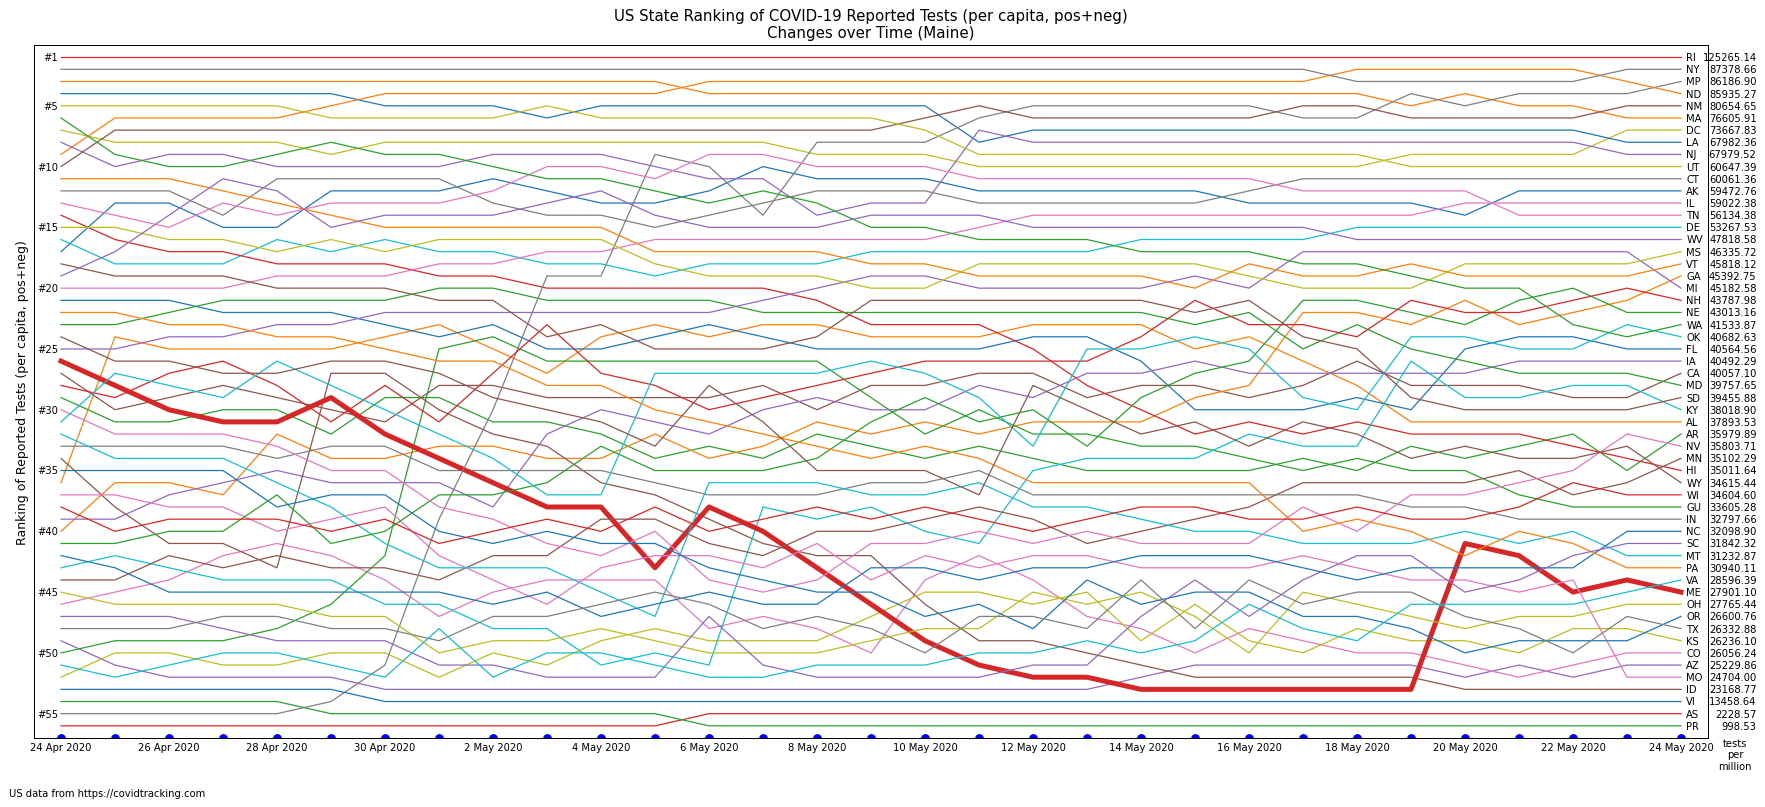 US State Ranking of COVID-19 Reported Tests (per capita, pos+neg)
Changes over Time (Maine)
Ranking of Reported Tests (per capita, pos+neg)
#1
#5
#10
#15
#20
#25
#30
#35
#40
#45
#50
#55
RI 125265.14
NY 87378.66
MP 86186.90
ND 85935.27
NM 80654.65
MA 76605.91
DC 73667.83
LA 67982.36
NJ 67979.52
UT 60647.39
CT 60061.36
AK 59472.76
IL 59022.38
TN 56134.38
DE 53267.53
WV 47818.58
MS 46335.72
VT 45818.12
GA 45392.75
MI 45182.58
NH 43787.98
NE 43013.16
WA 41533.87
OK 40682.63
FL 40564.56
IA 40492.29
CA 40057.10
MD 39757.65
SD 39455.88
KY 38018.90
AL 37893.53
AR 35979.89
NV 35803.71
MN 35102.29
HI 35011.64
WY 34615.44
WI 34604.60
GU 33605.28
IN 32797.66
NC 32098.90
SC 31842.32
MT 31232.87
PA 30940.11
VA 28596.39
ME 27901.10
OH 27765.44
OR 26600.76
TX 26332.88
KS 26236.10
CO 26056.24
AZ 25229.86
MO 24704.00
ID 23168.77
VI 13458.64
AS 2228.57
PR 998.53
24 Apr 2020 26 Apr 2020 28 Apr 2020 30 Apr 2020 2 May 2020 4 May 2020 6 May 2020 8 May 2020 10 May 2020 12 May 2020 14 May 2020 16 May 2020 18 May 2020 20 May 2020 22 May 2020 24 May 2020
tests
per
million
US data from https://covidtracking.com